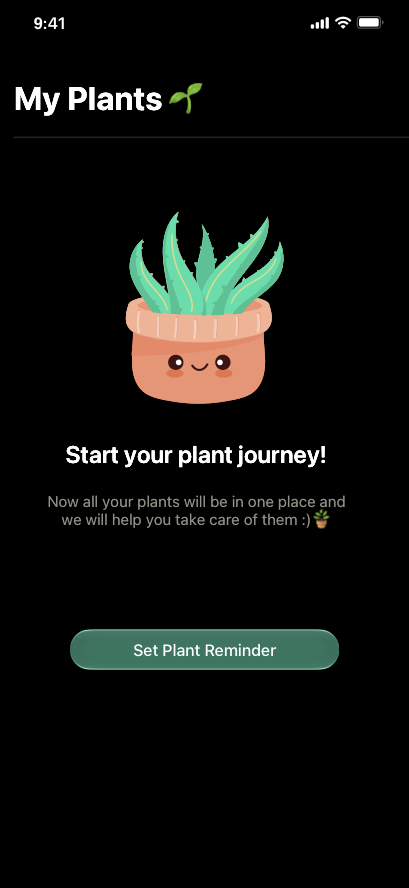 9:41
My Plants 🌱
Start your plant journey!
Now all your plants will be in one place and
we will help you take care of them :)🪴
Set Plant Reminder